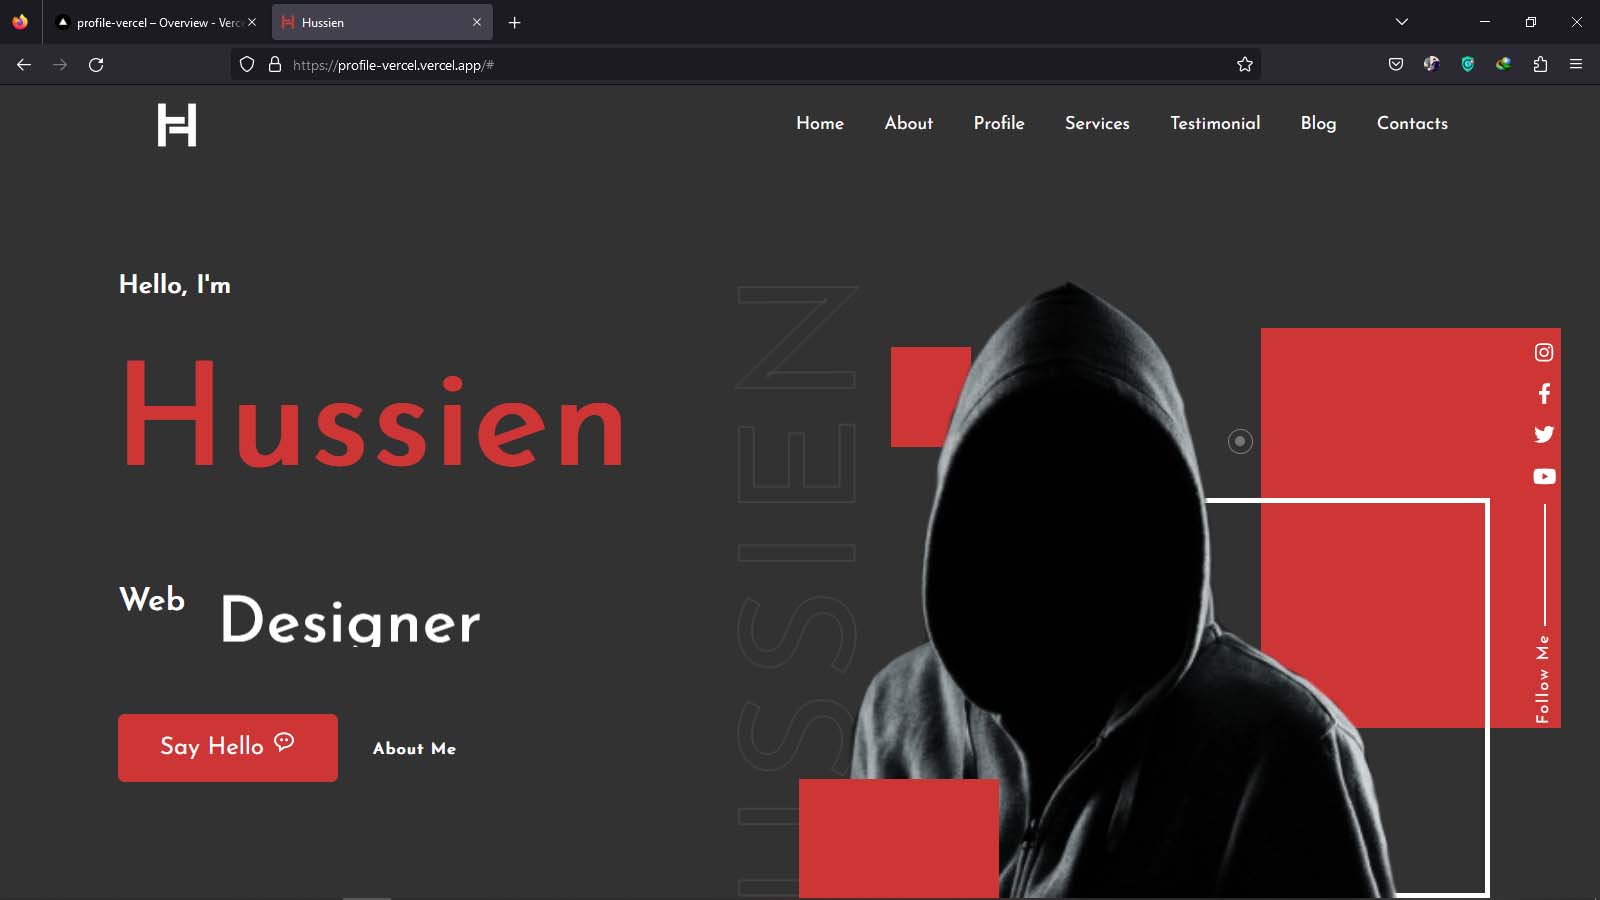 profile-vercel – Overview - Verc
Hussien
https://profile-vercel.vercel.app/#
H
Home About Profile Services Testimonial Blog Contacts
Hello, I'm
Hussien
Web Designer
Say Hello
About Me
USSIEN
Follow Me